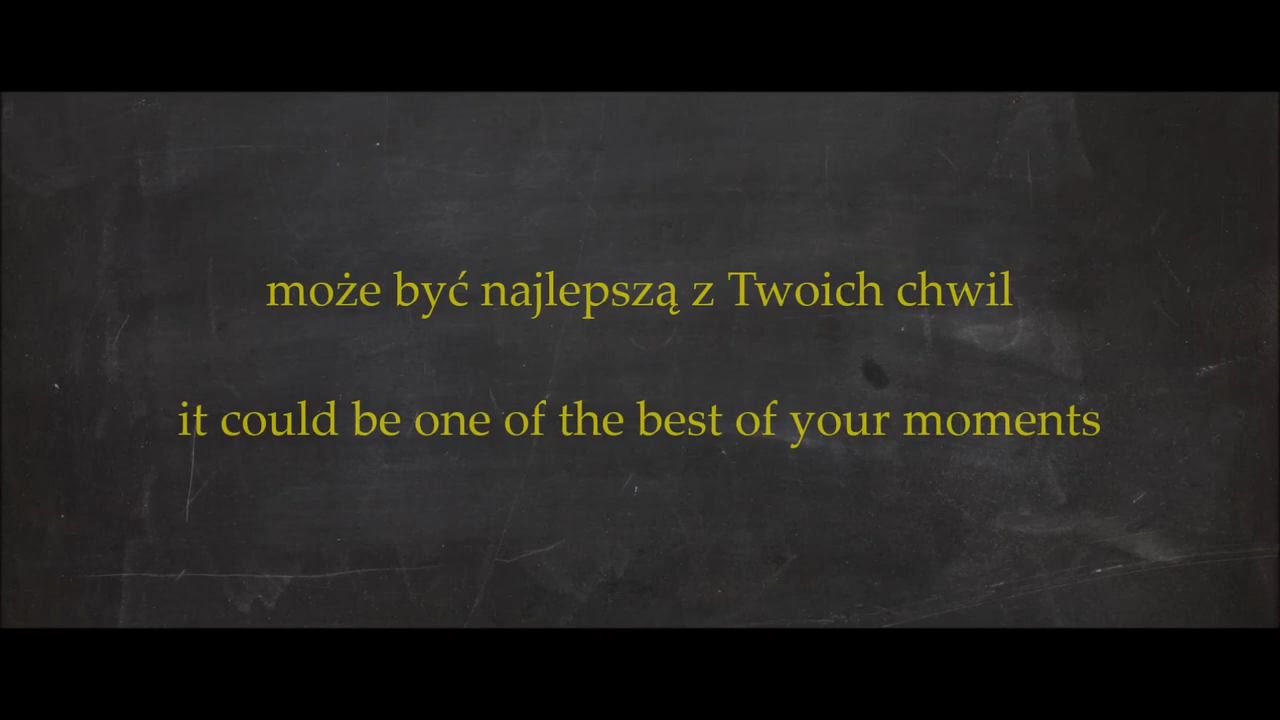 może być najlepszą z Twoich chwil
it could be one of the best of your moments